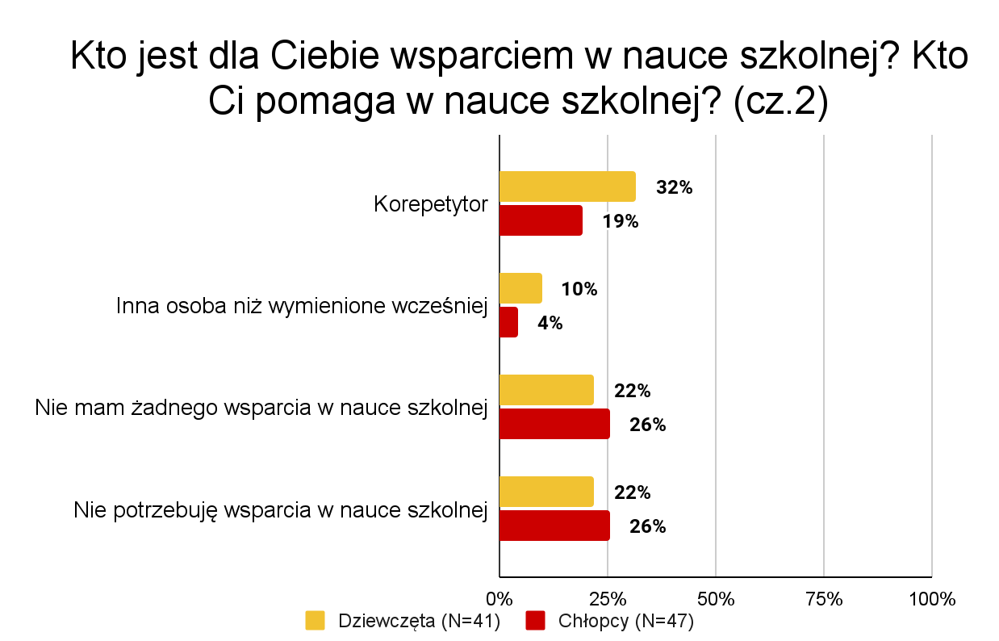 Kto jest dla Ciebie wsparciem w nauce szkolnej? Kto
Ci pomaga w nauce szkolnej? (cz.2)
Korepetytor
32%
19%
Inna osoba niż wymienione wcześniej
10%
4%
Nie mam żadnego wsparcia w nauce szkolnej
22%
26%
Nie potrzebuję wsparcia w nauce szkolnej
22%
26%
0% 25% 50% 75% 100%
Dziewczęta (N=41) Chłopcy (N=47)